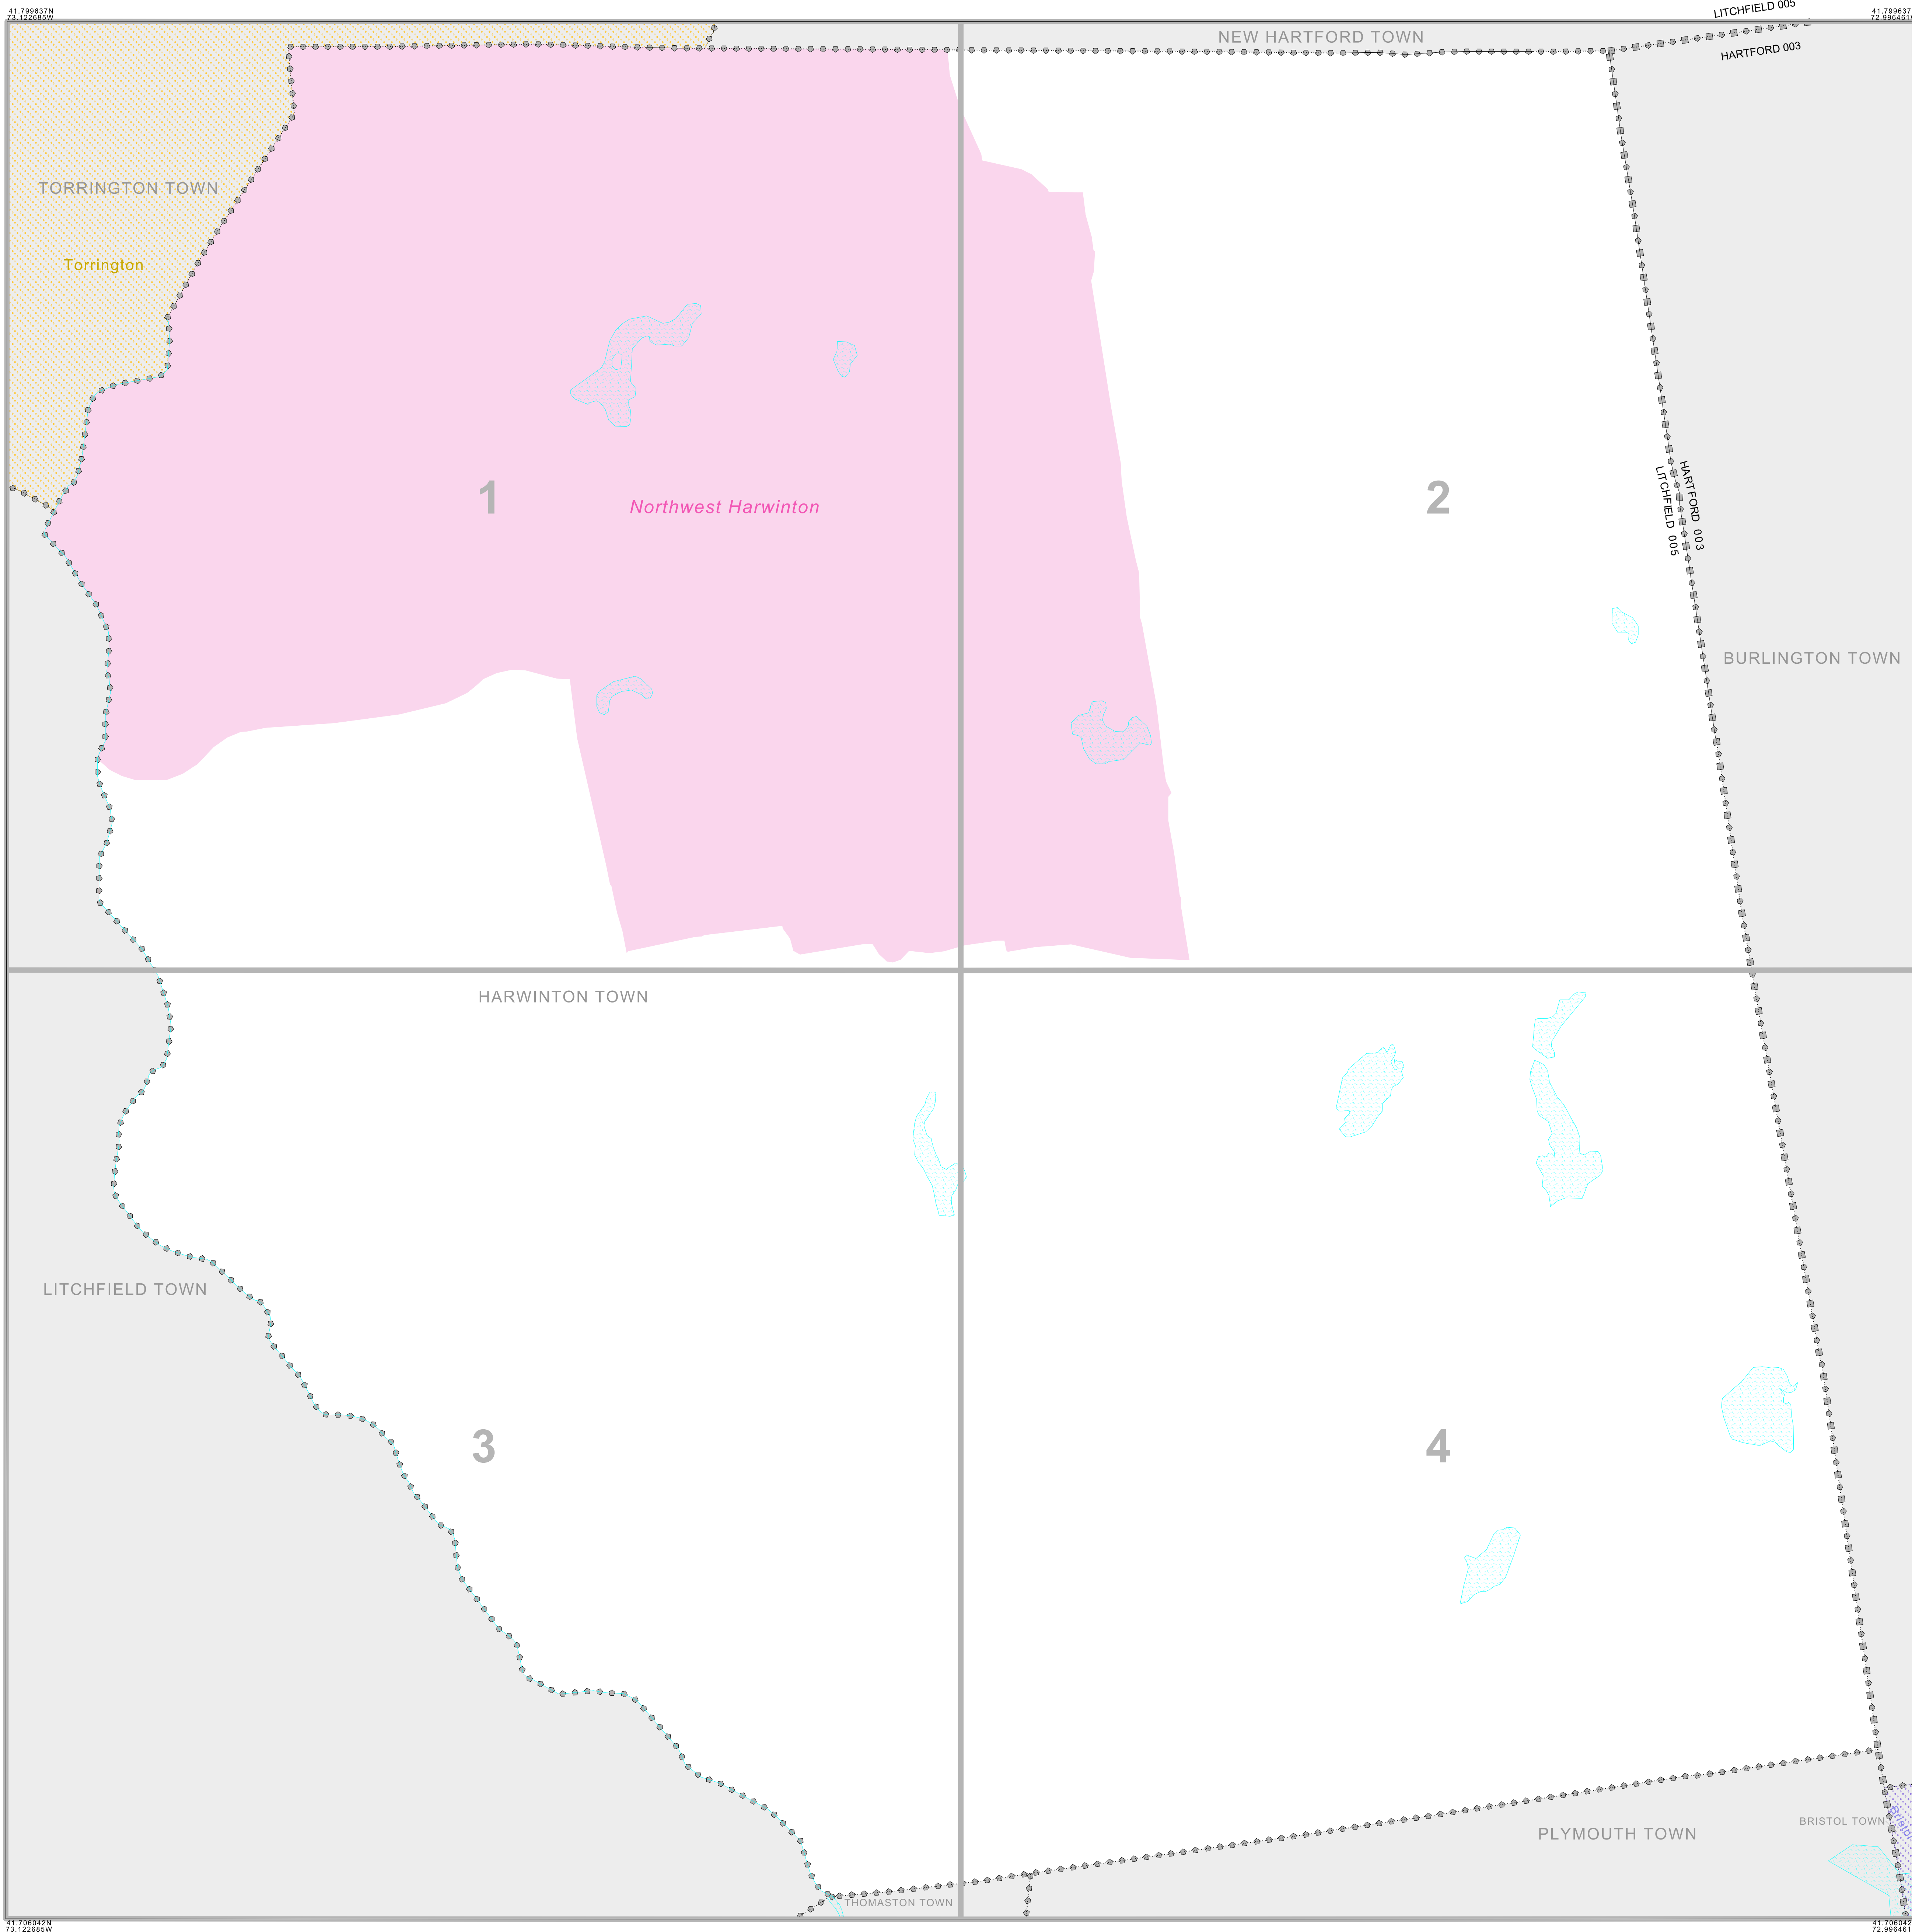 41.799637N
73.122685W
LITCHFIELD 005
41.799637
72.996461
NEW HARTFORD TOWN
HARTFORD 003
TORRINGTON TOWN
Torrington
1
Northwest Harwinton
2
HARTFORD 003
LITCHFIELD 005
BURLINGTON TOWN
HARWINTON TOWN
LITCHFIELD TOWN
3
4
BRISTOL TOWN
Bristol
PLYMOUTH TOWN
THOMASTON TOWN
41.706042N
73.122685W
41.706042
72.996461